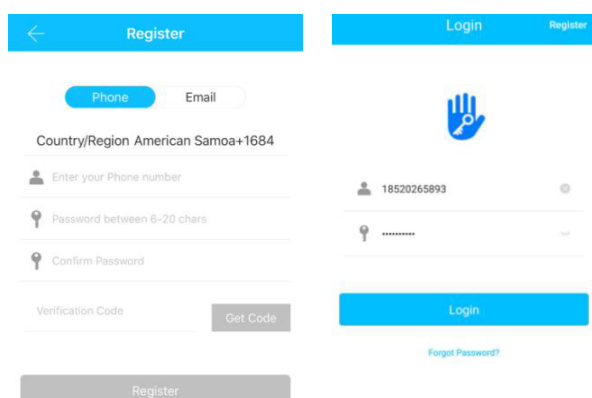 Register
Phone Email
Country/Region American Samoa+1684
Enter your Phone number
Password between 6-20 chars
Confirm Password
Verification Code Get Code
Register
Login Register
18520265893
••••••••••
Login
Forgot Password?